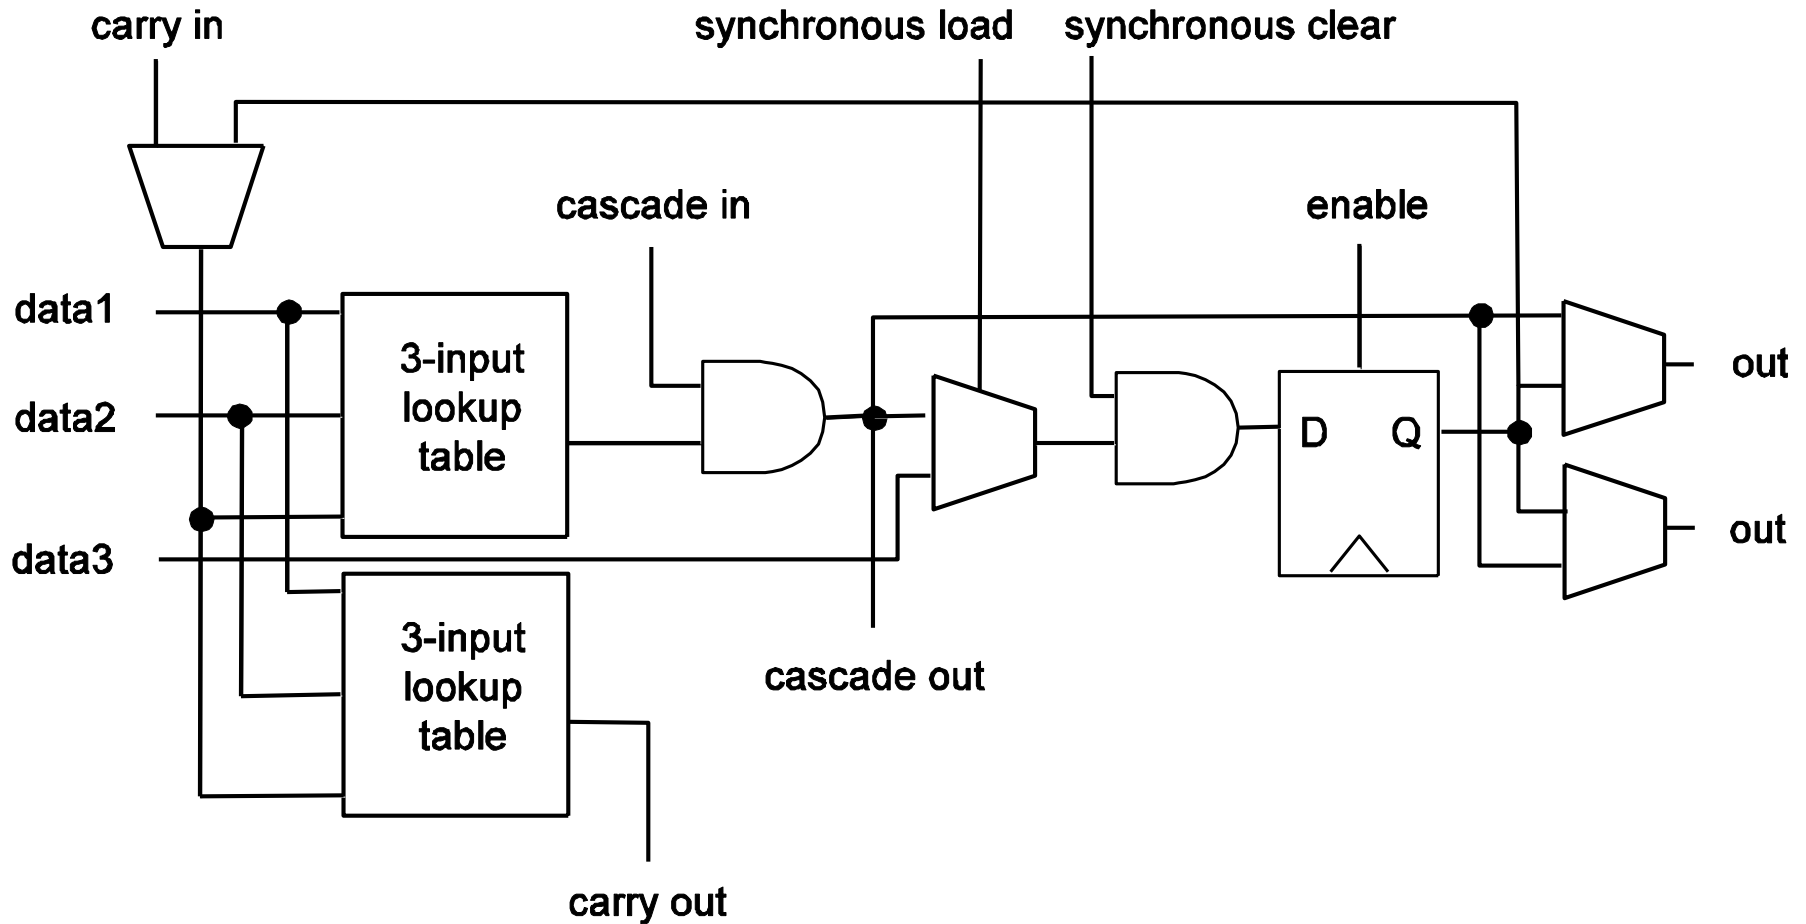 carry in
synchronous load
synchronous clear
cascade in
enable
data1
3-input
lookup
table
data2
D
Q
out
data3
out
3-input
lookup
table
cascade out
carry out